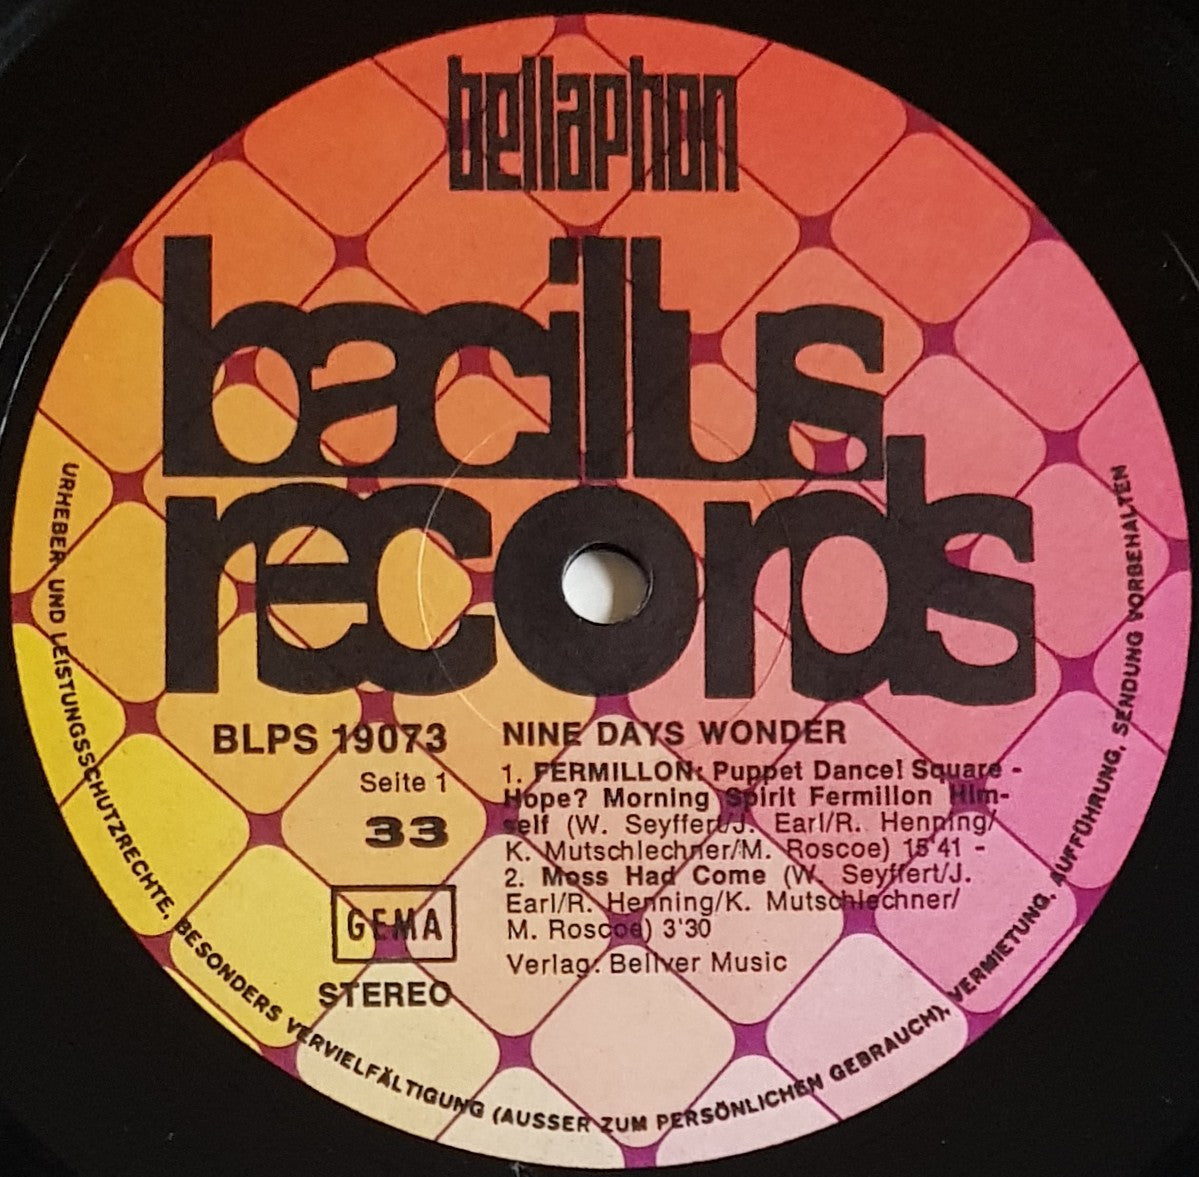 bellaphon
bacillus
records
BLPS 19073
Seite 1
33
GEMA
STEREO
NINE DAYS WONDER
1. FERMILLON: Puppet Dance! Square -
Hope? Morning Spirit Fermillon Him-
self (W. Seyffert/J. Earl/R. Henning/
K. Mutschlechner/M. Roscoe) 15'41 -
2. Moss Had Come (W. Seyffert/J.
Earl/R. Henning/K. Mutschlechner/
M. Roscoe) 3'30
Verlag: Bellver Music
URHEBER UND LEISTUNGSSCHUTZRECHTE, BESONDERS VERVIELFÄLTIGUNG (AUSSER ZUM PERSÖNLICHEN GEBRAUCH), VERMIETUNG, AUFFÜHRUNG, SENDUNG VORBEHALTEN